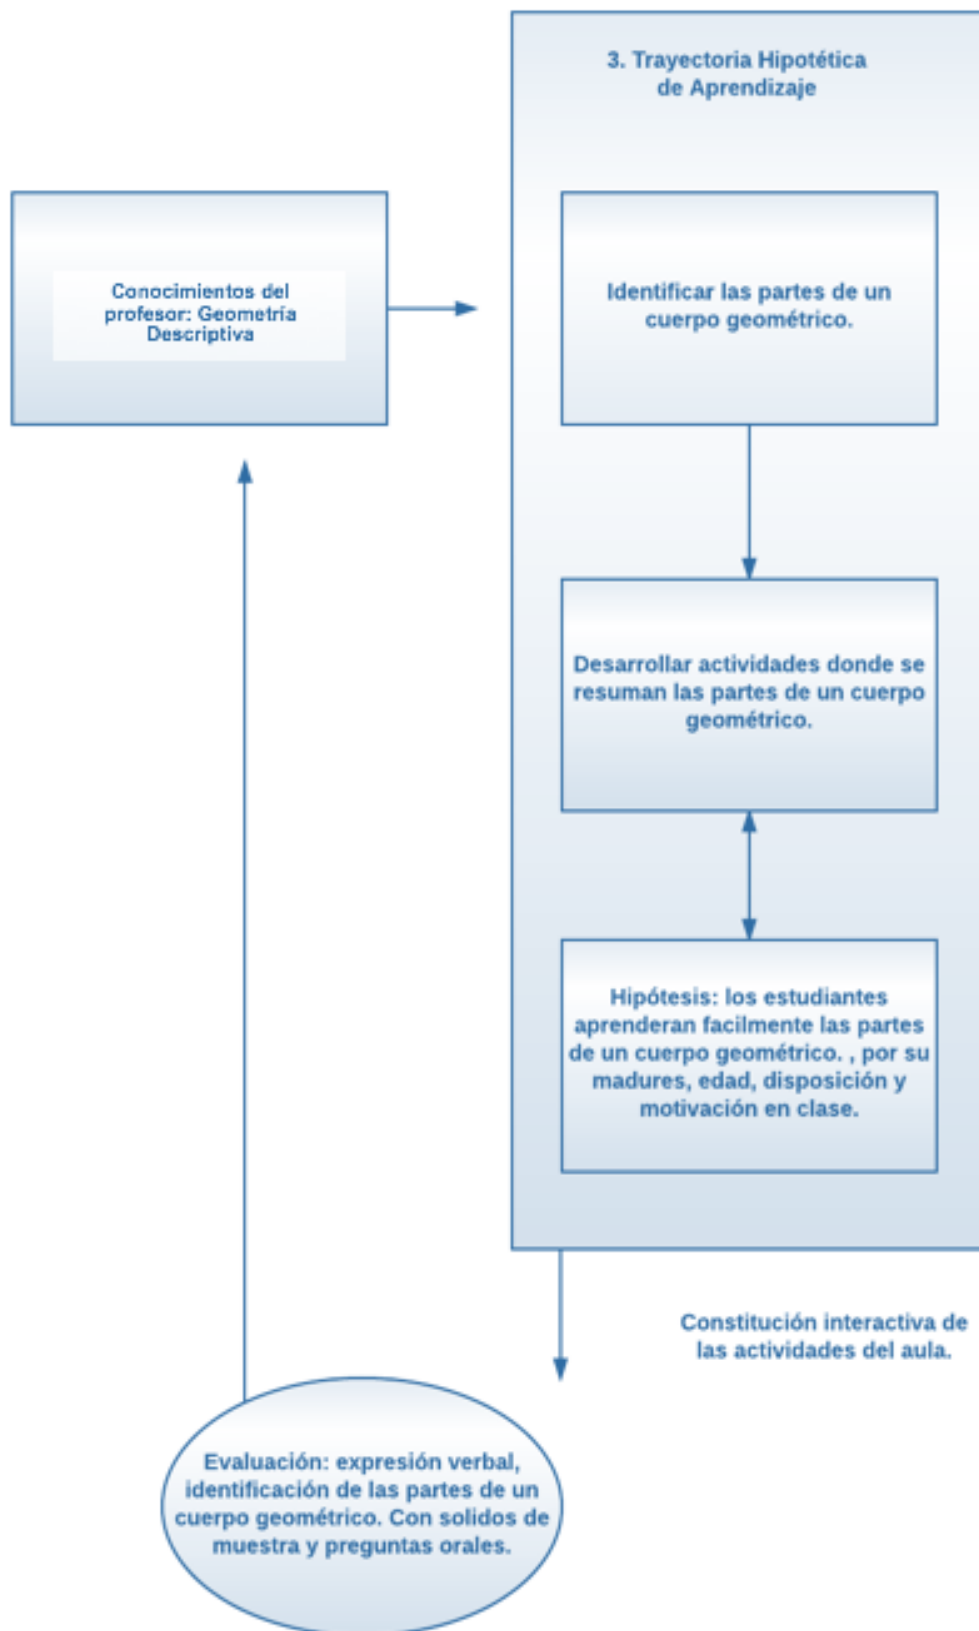 3. Trayectoria Hipotética
de Aprendizaje
Conocimientos del
profesor: Geometría
Descriptiva
Identificar las partes de un
cuerpo geométrico.
Desarrollar actividades donde se
resuman las partes de un cuerpo
geométrico.
Hipótesis: los estudiantes
aprenderan facilmente las partes
de un cuerpo geométrico. , por su
madures, edad, disposición y
motivación en clase.
Constitución interactiva de
las actividades del aula.
Evaluación: expresión verbal,
identificación de las partes de un
cuerpo geométrico. Con solidos de
muestra y preguntas orales.